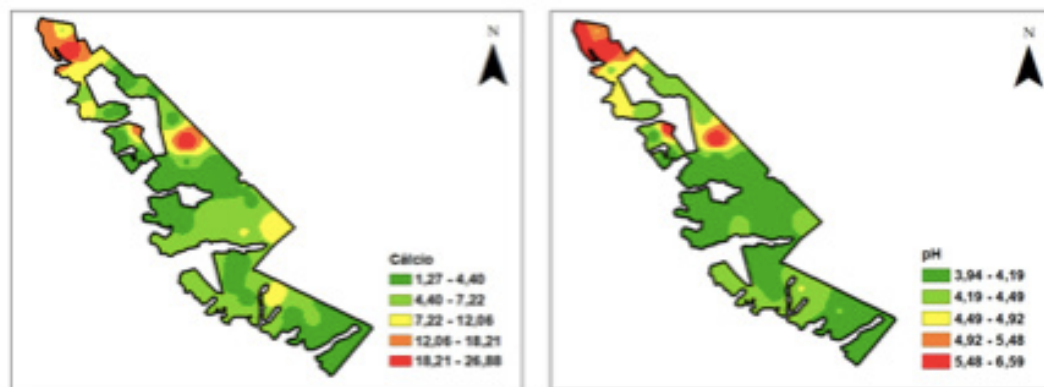 N
Cálcio
1,27 - 4,40
4,40 - 7,22
7,22 - 12,06
12,06 - 18,21
18,21 - 26,88
N
pH
3,94 - 4,19
4,19 - 4,49
4,49 - 4,92
4,92 - 5,48
5,48 - 6,59